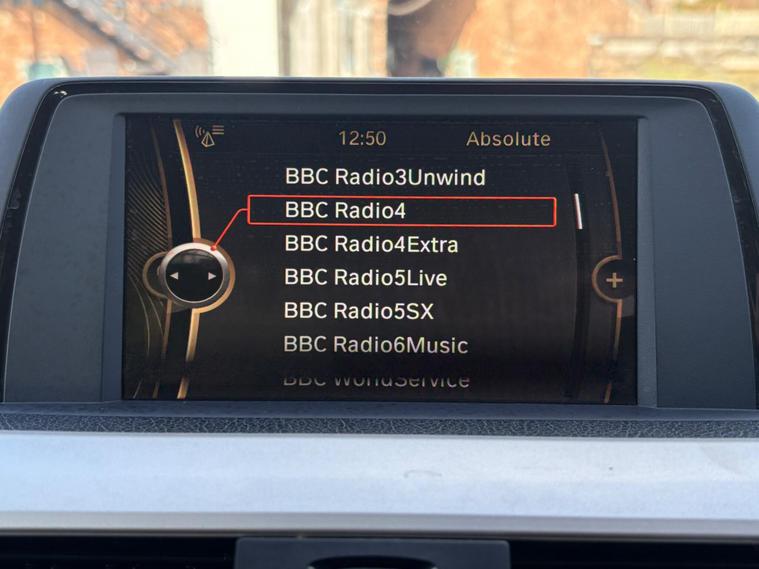 12:50 Absolute
BBC Radio3Unwind
BBC Radio4
BBC Radio4Extra
BBC Radio5Live
BBC Radio5SX
BBC Radio6Music
BBC WorldService